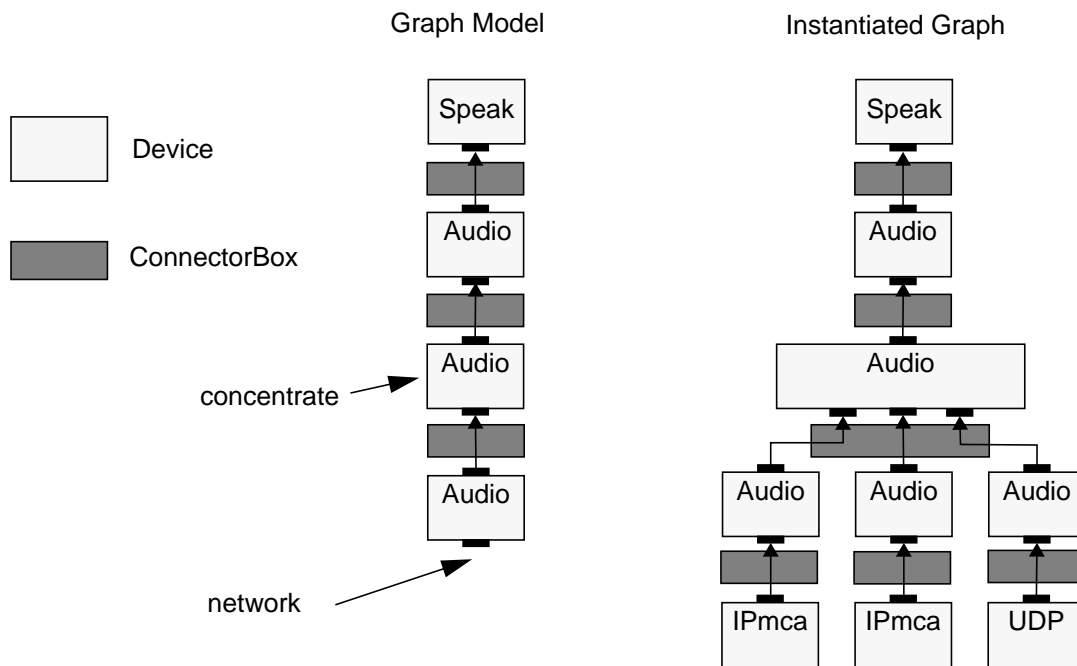 Graph Model
Instantiated Graph
Device
ConnectorBox
Speak
Audio
Audio
concentrate
Audio
network
Speak
Audio
Audio
Audio
Audio
Audio
IPmca
IPmca
UDP